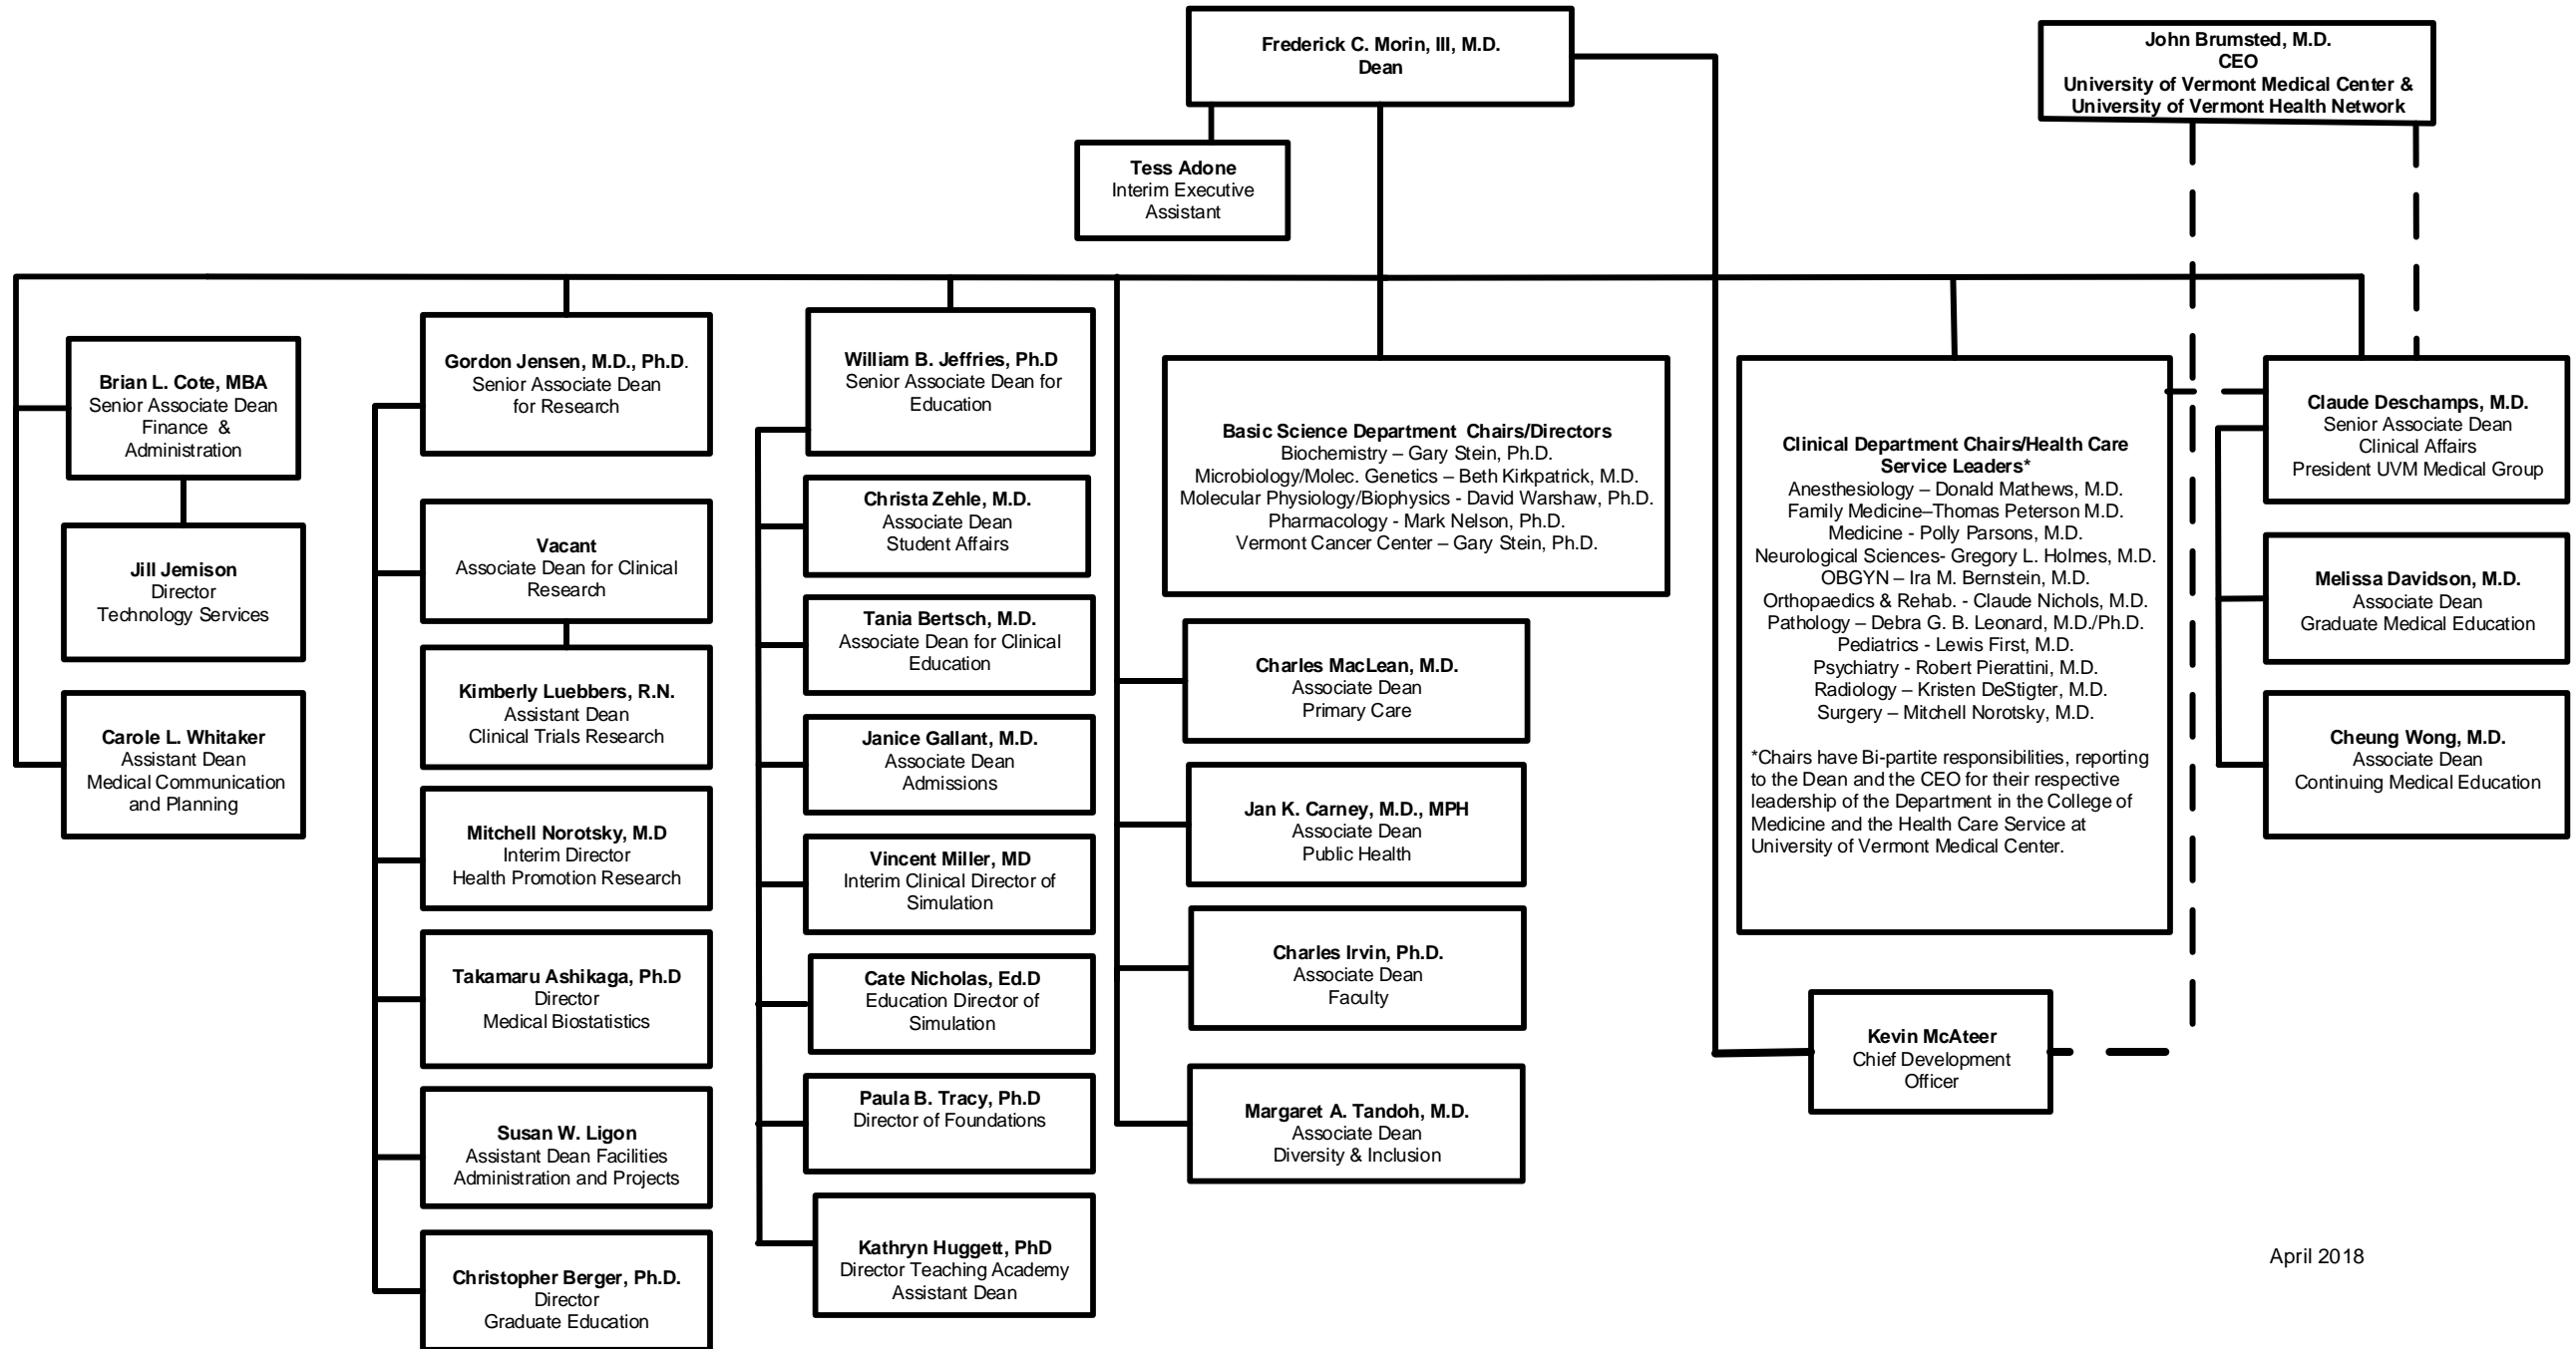 Frederick C. Morin, III, M.D.
Dean
John Brumsted, M.D.
CEO
University of Vermont Medical Center &
University of Vermont Health Network
Tess Adone
Interim Executive
Assistant
Brian L. Cote, MBA
Senior Associate Dean
Finance &
Administration
Jill Jemison
Director
Technology Services
Carole L. Whitaker
Assistant Dean
Medical Communication
and Planning
Gordon Jensen, M.D., Ph.D.
Senior Associate Dean
for Research
Vacant
Associate Dean for Clinical
Research
Kimberly Luebbers, R.N.
Assistant Dean
Clinical Trials Research
Mitchell Norotsky, M.D
Interim Director
Health Promotion Research
Takamaru Ashikaga, Ph.D
Director
Medical Biostatistics
Susan W. Ligon
Assistant Dean Facilities
Administration and Projects
Christopher Berger, Ph.D.
Director
Graduate Education
William B. Jeffries, Ph.D
Senior Associate Dean for
Education
Christa Zehle, M.D.
Associate Dean
Student Affairs
Tania Bertsch, M.D.
Associate Dean for Clinical
Education
Janice Gallant, M.D.
Associate Dean
Admissions
Vincent Miller, MD
Interim Clinical Director of
Simulation
Cate Nicholas, Ed.D
Education Director of
Simulation
Paula B. Tracy, Ph.D
Director of Foundations
Kathryn Huggett, PhD
Director Teaching Academy
Assistant Dean
Basic Science Department Chairs/Directors
Biochemistry – Gary Stein, Ph.D.
Microbiology/Molec. Genetics – Beth Kirkpatrick, M.D.
Molecular Physiology/Biophysics - David Warshaw, Ph.D.
Pharmacology - Mark Nelson, Ph.D.
Vermont Cancer Center – Gary Stein, Ph.D.
Charles MacLean, M.D.
Associate Dean
Primary Care
Jan K. Carney, M.D., MPH
Associate Dean
Public Health
Charles Irvin, Ph.D.
Associate Dean
Faculty
Margaret A. Tandoh, M.D.
Associate Dean
Diversity & Inclusion
Clinical Department Chairs/Health Care
Service Leaders*
Anesthesiology – Donald Mathews, M.D.
Family Medicine–Thomas Peterson M.D.
Medicine - Polly Parsons, M.D.
Neurological Sciences- Gregory L. Holmes, M.D.
OBGYN – Ira M. Bernstein, M.D.
Orthopaedics & Rehab. - Claude Nichols, M.D.
Pathology – Debra G. B. Leonard, M.D./Ph.D.
Pediatrics - Lewis First, M.D.
Psychiatry - Robert Pierattini, M.D.
Radiology – Kristen DeStigter, M.D.
Surgery – Mitchell Norotsky, M.D.
*Chairs have Bi-partite responsibilities, reporting
to the Dean and the CEO for their respective
leadership of the Department in the College of
Medicine and the Health Care Service at
University of Vermont Medical Center.
Kevin McAteer
Chief Development
Officer
Claude Deschamps, M.D.
Senior Associate Dean
Clinical Affairs
President UVM Medical Group
Melissa Davidson, M.D.
Associate Dean
Graduate Medical Education
Cheung Wong, M.D.
Associate Dean
Continuing Medical Education
April 2018